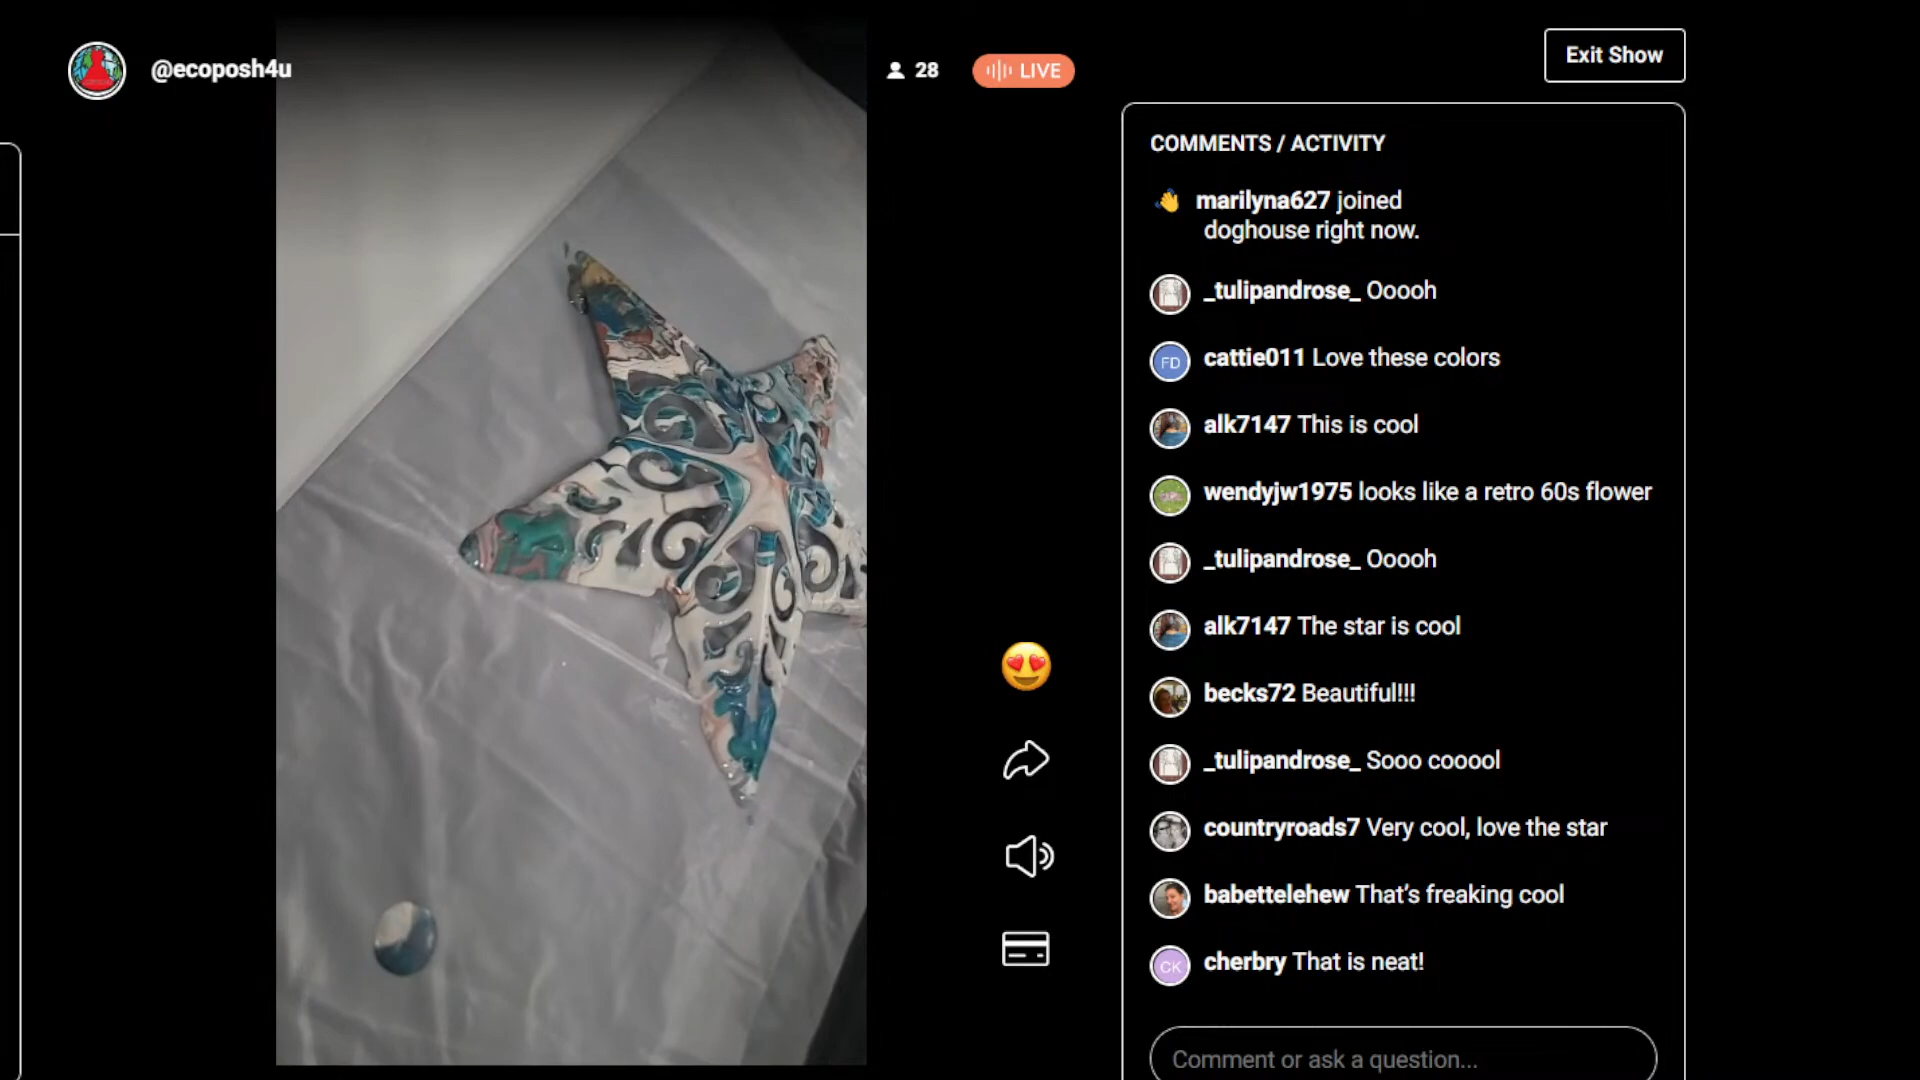 @ecoposh4u
28
LIVE
Exit Show
COMMENTS / ACTIVITY
marilyna627 joined
doghouse right now.
_tulipandrose_ Ooooh
FD
cattie011 Love these colors
alk7147 This is cool
wendyjw1975 looks like a retro 60s flower
_tulipandrose_ Ooooh
alk7147 The star is cool
becks72 Beautiful!!!
_tulipandrose_ Sooo cooool
countryroads7 Very cool, love the star
babettelehew That’s freaking cool
CK
cherbry That is neat!
Comment or ask a question...